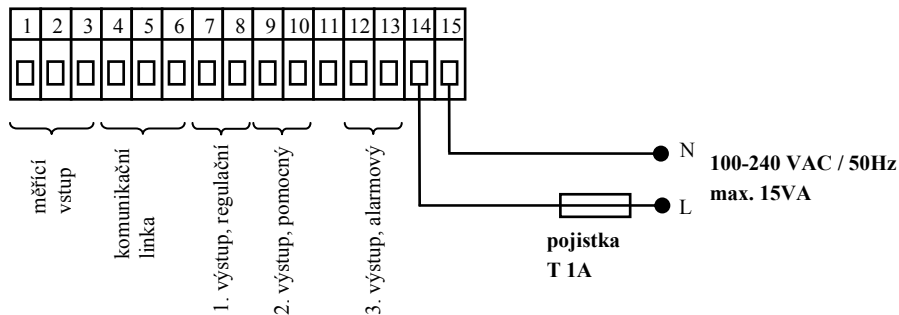 1 2 3 4 5 6 7 8 9 10 11 12 13 14 15
měřící
vstup
komunikační
linka
1. výstup, regulační
2. výstup, pomocný
3. výstup, alarmový
N
L
100-240 VAC / 50Hz
max. 15VA
pojistka
T 1A